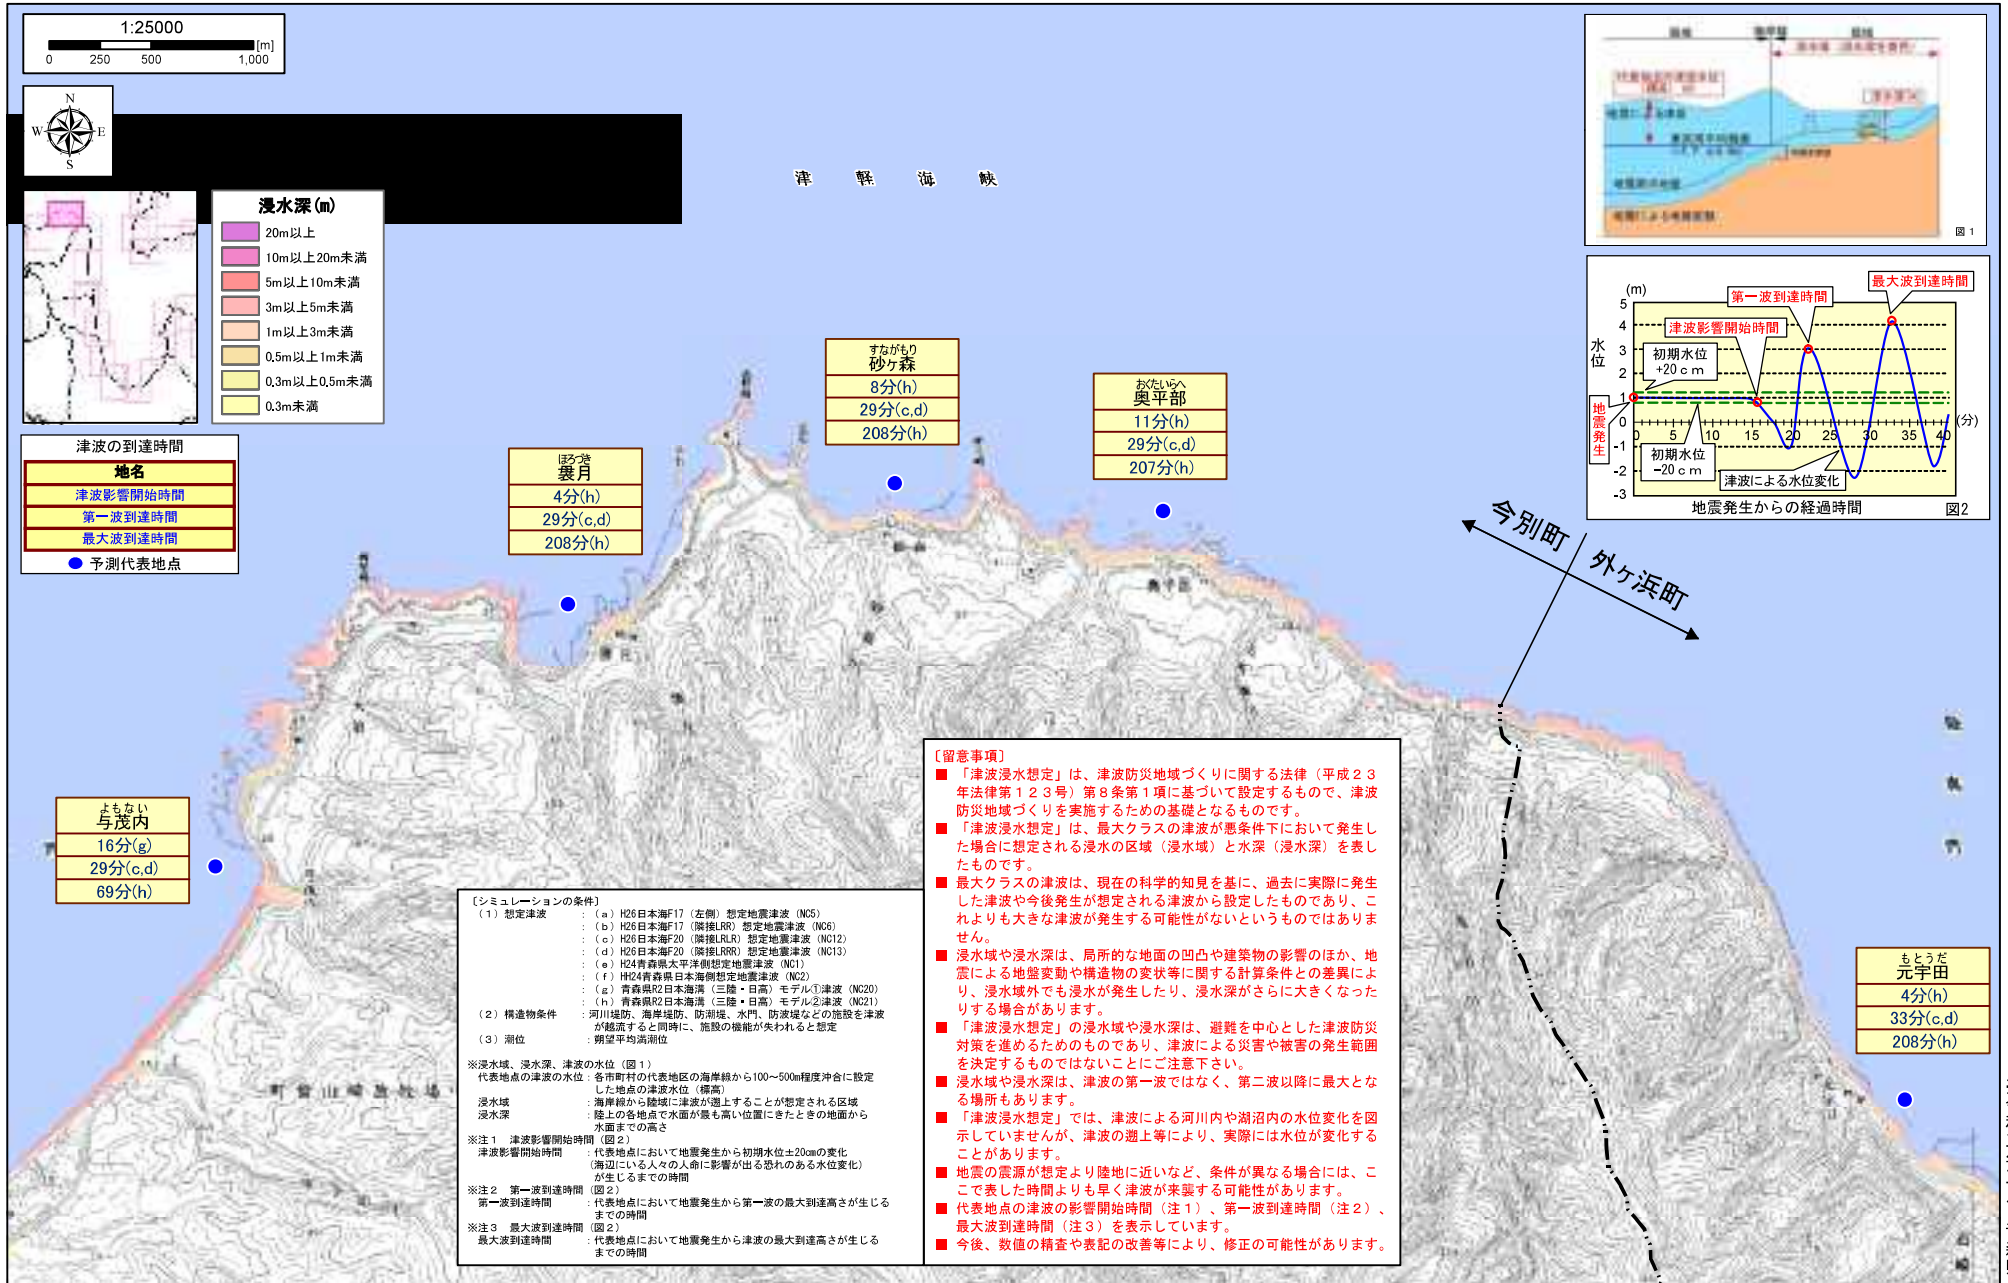 1:25000
[m]
0 250 500 1,000
N
W E
S
浸水深(m)
20m以上
10m以上20m未満
5m以上10m未満
3m以上5m未満
1m以上3m未満
0.5m以上1m未満
0.3m以上0.5m未満
0.3m未満
津波の到達時間
地名
津波影響開始時間
第一波到達時間
最大波到達時間
予測代表地点
津軽海峡
すながもり
砂ヶ森
8分(h)
29分(c,d)
208分(h)
おくたいらべ
奥平部
11分(h)
29分(c,d)
207分(h)
ほろづき
袰月
4分(h)
29分(c,d)
208分(h)
よもない
与茂内
16分(g)
29分(c,d)
69分(h)
もとうだ
元宇田
4分(h)
33分(c,d)
208分(h)
今別町 外ヶ浜町
図1
(m)
最大波到達時間
第一波到達時間
津波影響開始時間
水位
初期水位
+20cm
地震発生
初期水位
-20cm
津波による水位変化
5
4
3
2
1
0
-1
-2
-3
0 5 10 15 20 25 30 35 40
(分)
地震発生からの経過時間
図2
〔シミュレーションの条件〕
(1)想定津波 :(a)H26日本海F17(左側)想定地震津波(NC5)
:(b)H26日本海F17(隣接LRR)想定地震津波(NC6)
:(c)H26日本海F20(隣接LRLR)想定地震津波(NC12)
:(d)H26日本海F20(隣接LRRR)想定地震津波(NC13)
:(e)H24青森県太平洋側想定地震津波(NC1)
:(f)HH24青森県日本海側想定地震津波(NC2)
:(g)青森県R2日本海溝(三陸・日高)モデル①津波(NC20)
:(h)青森県R2日本海溝(三陸・日高)モデル②津波(NC21)
(2)構造物条件 :河川堤防、海岸堤防、防潮堤、水門、防波堤などの施設を津波
が越流すると同時に、施設の機能が失われると想定
(3)潮位 :朔望平均満潮位
※浸水域、浸水深、津波の水位(図1)
代表地点の津波の水位:各市町村の代表地区の海岸線から100~500m程度沖合に設定
した地点の津波水位(標高)
浸水域 :海岸線から陸域に津波が遡上することが想定される区域
浸水深 :陸上の各地点で水面が最も高い位置にきたときの地面から
水面までの高さ
※注1 津波影響開始時間(図2)
津波影響開始時間 :代表地点において地震発生から初期水位±20cmの変化
(海辺にいる人々の人命に影響が出る恐れのある水位変化)
が生じるまでの時間
※注2 第一波到達時間(図2)
第一波到達時間 :代表地点において地震発生から第一波の最大到達高さが生じる
までの時間
※注3 最大波到達時間(図2)
最大波到達時間 :代表地点において地震発生から津波の最大到達高さが生じる
までの時間
〔留意事項〕
■ 「津波浸水想定」は、津波防災地域づくりに関する法律(平成23
年法律第123号)第8条第1項に基づいて設定するもので、津波
防災地域づくりを実施するための基礎となるものです。
■ 「津波浸水想定」は、最大クラスの津波が悪条件下において発生し
た場合に想定される浸水の区域(浸水域)と水深(浸水深)を表し
たものです。
■ 最大クラスの津波は、現在の科学的知見を基に、過去に実際に発生
した津波や今後発生が想定される津波から設定したものであり、こ
れよりも大きな津波が発生する可能性がないというものではありま
せん。
■ 浸水域や浸水深は、局所的な地面の凹凸や建築物の影響のほか、地
震による地盤変動や構造物の変状等に関する計算条件との差異によ
り、浸水域外でも浸水が発生したり、浸水深がさらに大きくなった
りする場合があります。
■ 「津波浸水想定」の浸水域や浸水深は、避難を中心とした津波防災
対策を進めるためのものであり、津波による災害や被害の発生範囲
を決定するものではないことにご注意下さい。
■ 浸水域や浸水深は、津波の第一波ではなく、第二波以降に最大とな
る場所もあります。
■ 「津波浸水想定」では、津波による河川内や湖沼内の水位変化を図
示していませんが、津波の遡上等により、実際には水位が変化する
ことがあります。
■ 地震の震源が想定より陸地に近いなど、条件が異なる場合には、こ
こで表した時間よりも早く津波が来襲する可能性があります。
■ 代表地点の津波の影響開始時間(注1)、第一波到達時間(注2)、
最大波到達時間(注3)を表示しています。
■ 今後、数値の精査や表記の改善等により、修正の可能性があります。